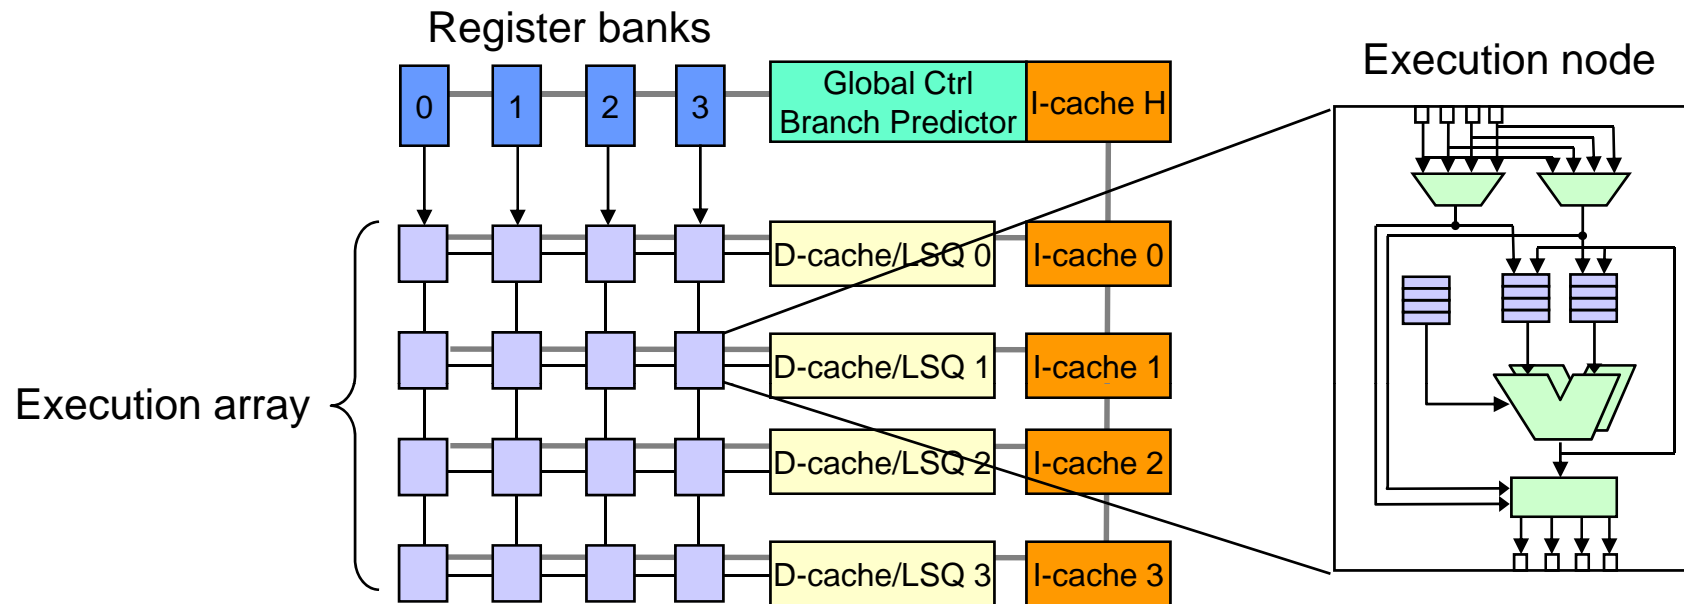 Register banks
Execution node
0
1
2
3
Global Ctrl
Branch Predictor
I-cache H
D-cache/LSQ 0
I-cache 0
D-cache/LSQ 1
I-cache 1
Execution array
D-cache/LSQ 2
I-cache 2
D-cache/LSQ 3
I-cache 3